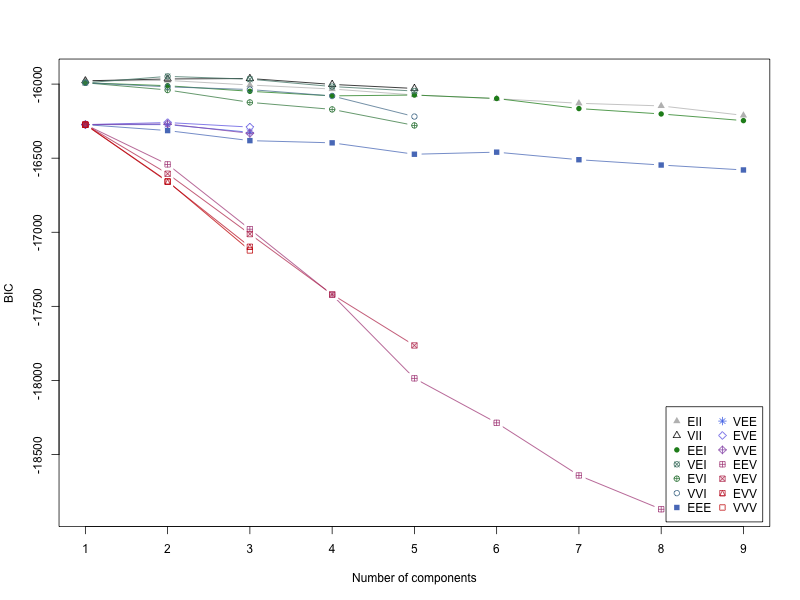 -16000
-16500
-17000
-17500
-18000
-18500
BIC
1 2 3 4 5 6 7 8 9
Number of components
EII VEE
VII EVE
EEI VVE
VEI EEV
EVI VEV
VVI EVV
EEE VVV